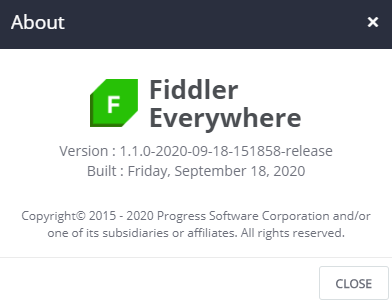 About
×
F
Fiddler
Everywhere
Version : 1.1.0-2020-09-18-151858-release
Built : Friday, September 18, 2020
Copyright© 2015 - 2020 Progress Software Corporation and/or
one of its subsidiaries or affiliates. All rights reserved.
CLOSE